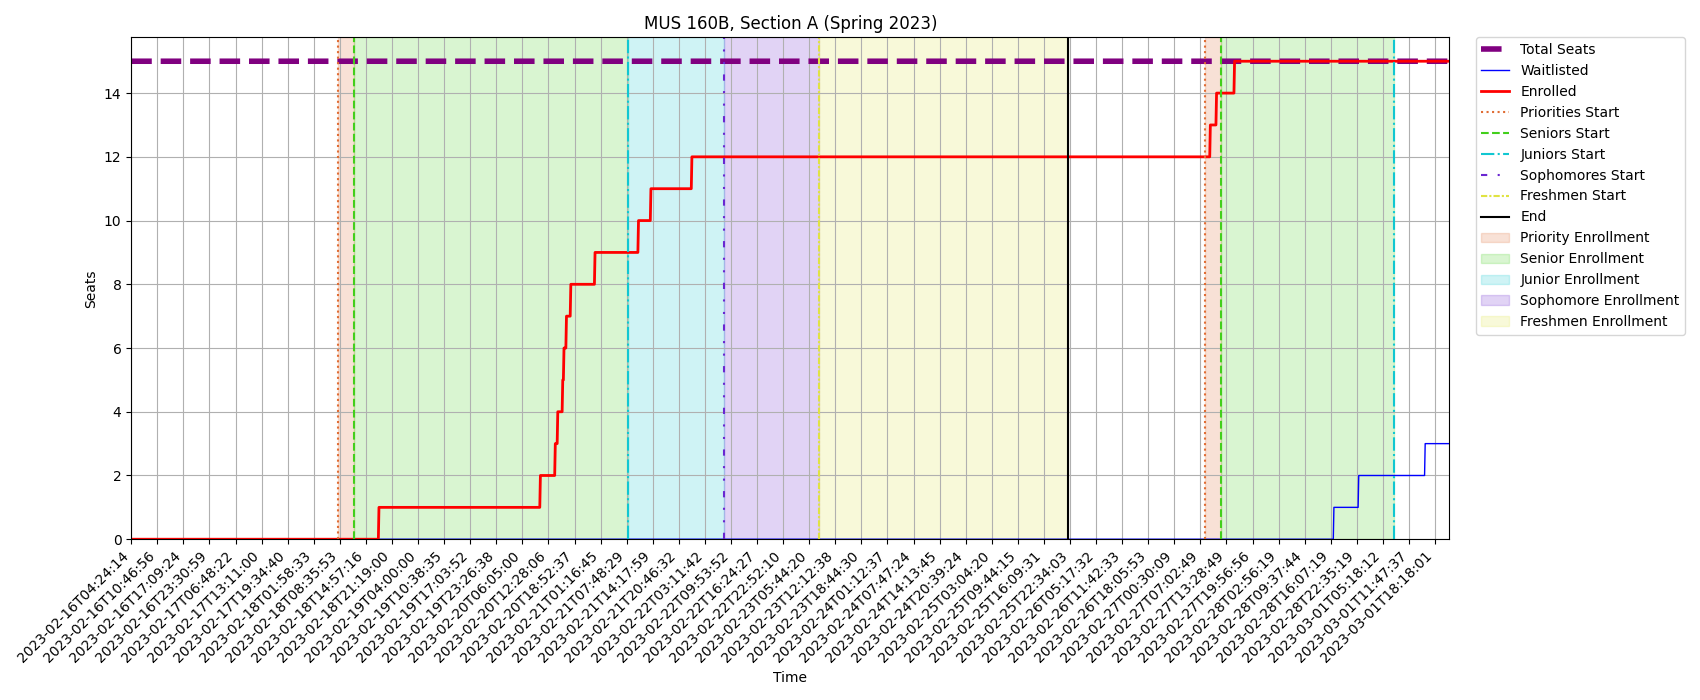 MUS 160B, Section A (Spring 2023)
Seats
14
12
10
8
6
4
2
0
2023-02-16T04:24:14
2023-02-16T10:46:56
2023-02-16T17:09:24
2023-02-16T23:30:59
2023-02-17T06:48:22
2023-02-17T13:11:00
2023-02-17T19:34:40
2023-02-18T01:58:33
2023-02-18T08:35:53
2023-02-18T14:57:16
2023-02-18T21:19:00
2023-02-19T04:00:00
2023-02-19T10:38:35
2023-02-19T17:03:52
2023-02-19T23:26:38
2023-02-20T06:05:00
2023-02-20T12:28:06
2023-02-20T18:52:37
2023-02-21T01:16:45
2023-02-21T07:48:29
2023-02-21T14:17:59
2023-02-21T20:46:32
2023-02-22T03:11:42
2023-02-22T09:53:52
2023-02-22T16:24:27
2023-02-22T22:52:10
2023-02-23T05:44:20
2023-02-23T12:12:38
2023-02-23T18:44:30
2023-02-24T01:12:37
2023-02-24T07:47:24
2023-02-24T14:13:45
2023-02-24T20:39:24
2023-02-25T03:04:20
2023-02-25T09:44:15
2023-02-25T16:09:31
2023-02-25T22:34:03
2023-02-26T05:17:32
2023-02-26T11:42:33
2023-02-26T18:05:53
2023-02-27T00:30:09
2023-02-27T07:02:49
2023-02-27T13:28:49
2023-02-27T19:56:56
2023-02-28T02:56:19
2023-02-28T09:37:44
2023-02-28T16:07:19
2023-02-28T22:35:19
2023-03-01T05:18:12
2023-03-01T11:47:37
2023-03-01T18:18:01
Time
Total Seats
Waitlisted
Enrolled
Priorities Start
Seniors Start
Juniors Start
Sophomores Start
Freshmen Start
End
Priority Enrollment
Senior Enrollment
Junior Enrollment
Sophomore Enrollment
Freshmen Enrollment